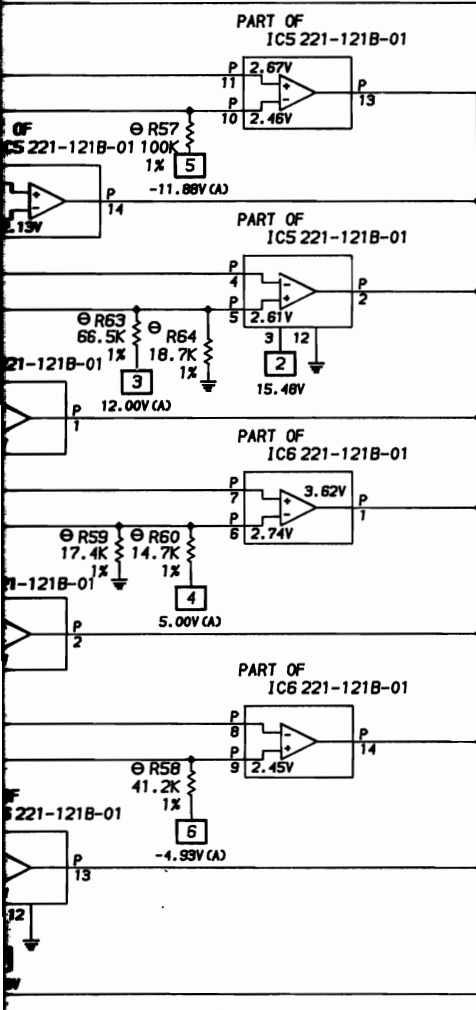 PART OF
IC5 221-121B-01
P
11
2.67V
P
13
P
10
2.46V
⊖ R57
100K
1%
5
-11.88V(A)
OF
C5 221-121B-01
P
14
.13V
PART OF
IC5 221-121B-01
P
4
P
2
P
5
2.61V
3 12
2
15.48V
⊖ R63
66.5K
1%
3
12.00V(A)
⊖ R64
18.7K
1%
21-121B-01
P
1
PART OF
IC6 221-121B-01
P
7
3.62V
P
1
P
6
2.74V
⊖ R59
17.4K
1%
⊖ R60
14.7K
1%
4
5.00V(A)
1-121B-01
P
2
PART OF
IC6 221-121B-01
P
8
P
14
P
9
2.45V
⊖ R58
41.2K
1%
6
-4.93V(A)
221-121B-01
P
13
12